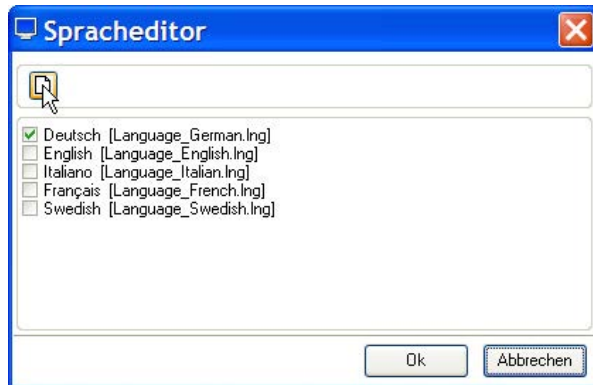 Spracheditor
Deutsch [Language_German.lng]
English [Language_English.lng]
Italiano [Language_Italian.lng]
Français [Language_French.lng]
Swedish [Language_Swedish.lng]
Ok Abbrechen